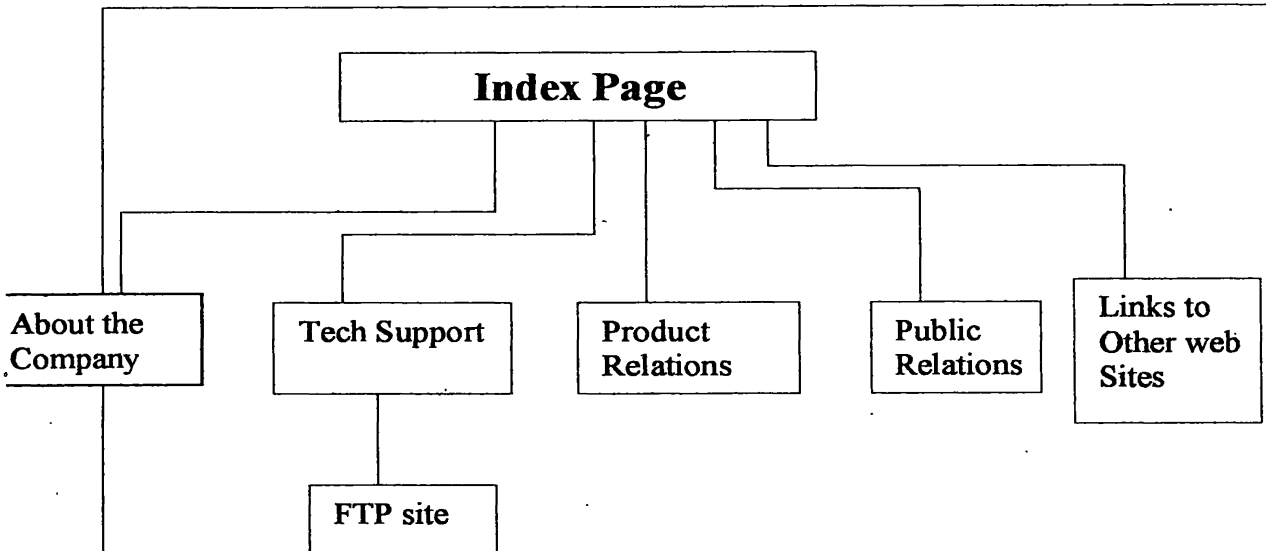 Index Page
About the
Company
Tech Support
Product
Relations
Public
Relations
Links to
Other web
Sites
FTP site